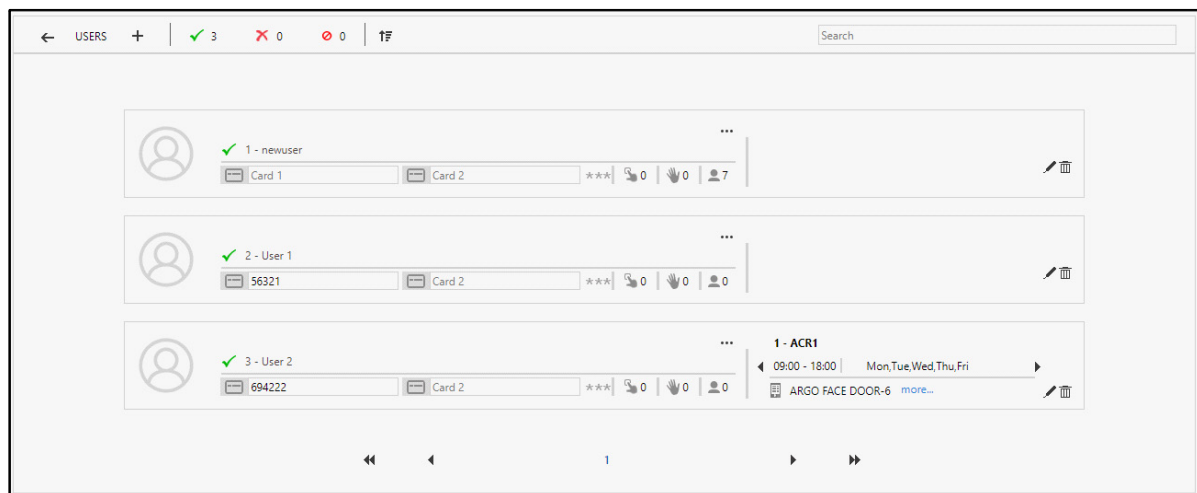 USERS 3 0 0 Search
1 - newuser
Card 1 Card 2 *** 0 0 7
2 - User 1
56321 Card 2 *** 0 0 0
3 - User 2
694222 Card 2 *** 0 0 0
1 - ACR1
09:00 - 18:00 Mon,Tue,Wed,Thu,Fri
ARGO FACE DOOR-6 more...
1